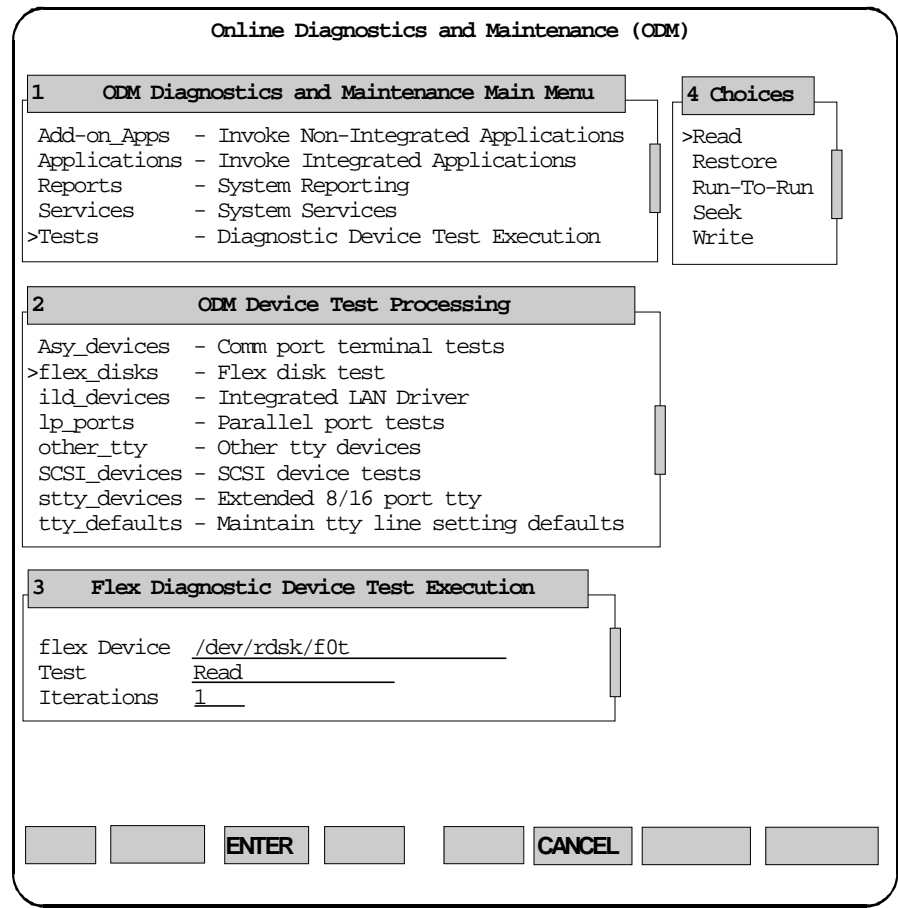 Online Diagnostics and Maintenance (ODM)
1 ODM Diagnostics and Maintenance Main Menu
Add-on_Apps - Invoke Non-Integrated Applications
Applications - Invoke Integrated Applications
Reports - System Reporting
Services - System Services
>Tests - Diagnostic Device Test Execution
4 Choices
>Read
Restore
Run-To-Run
Seek
Write
2 ODM Device Test Processing
Asy_devices - Comm port terminal tests
>flex_disks - Flex disk test
ild_devices - Integrated LAN Driver
lp_ports - Parallel port tests
other_tty - Other tty devices
SCSI_devices - SCSI device tests
stty_devices - Extended 8/16 port tty
tty_defaults - Maintain tty line setting defaults
3 Flex Diagnostic Device Test Execution
flex Device /dev/rdsk/f0t
Test Read
Iterations 1
ENTER CANCEL